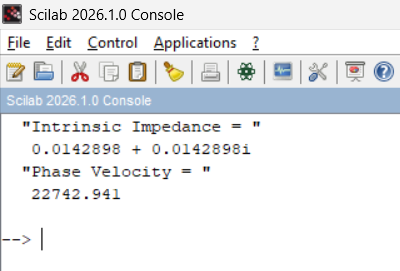 Scilab 2026.1.0 Console
File Edit Control Applications ?
Scilab 2026.1.0 Console
"Intrinsic Impedance = "
0.0142898 + 0.0142898i
"Phase Velocity = "
22742.941
-->